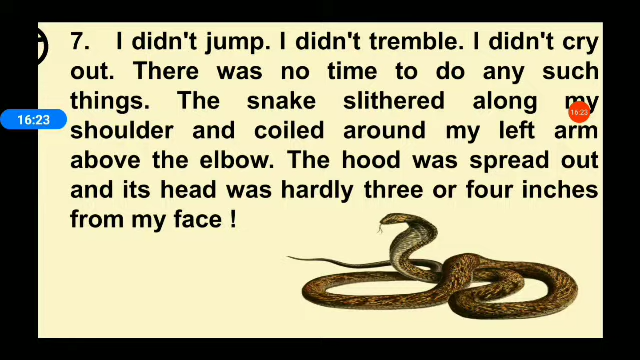 7. I didn't jump. I didn't tremble. I didn't cry
out. There was no time to do any such
things. The snake slithered along my
16:23
16:23
shoulder and coiled around my left arm
above the elbow. The hood was spread out
and its head was hardly three or four inches
from my face !